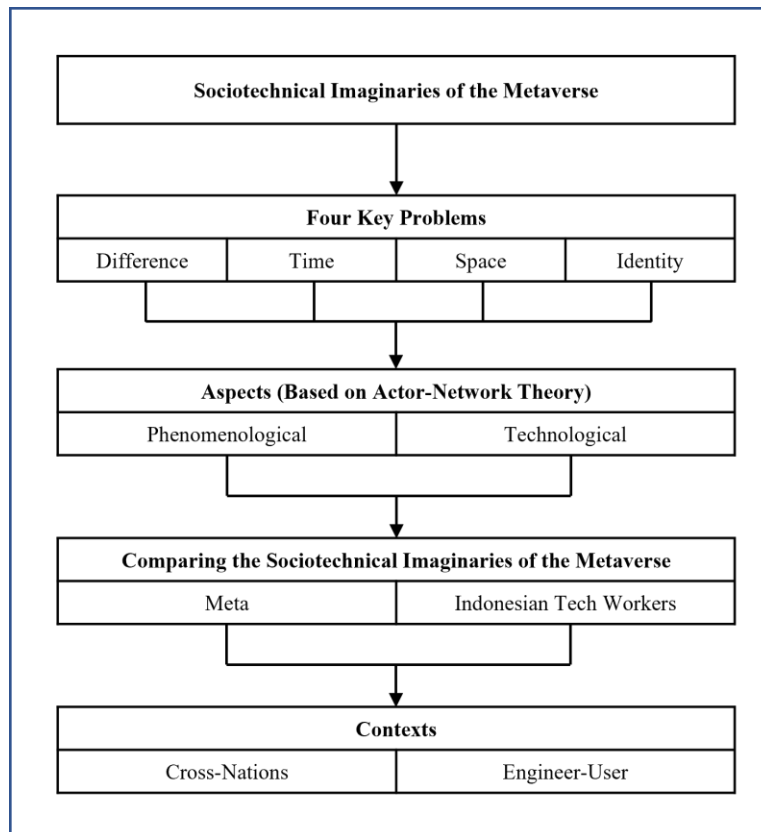 Sociotechnical Imaginaries of the Metaverse
Four Key Problems
Difference Time Space Identity
Aspects (Based on Actor-Network Theory)
Phenomenological Technological
Comparing the Sociotechnical Imaginaries of the Metaverse
Meta Indonesian Tech Workers
Contexts
Cross-Nations Engineer-User